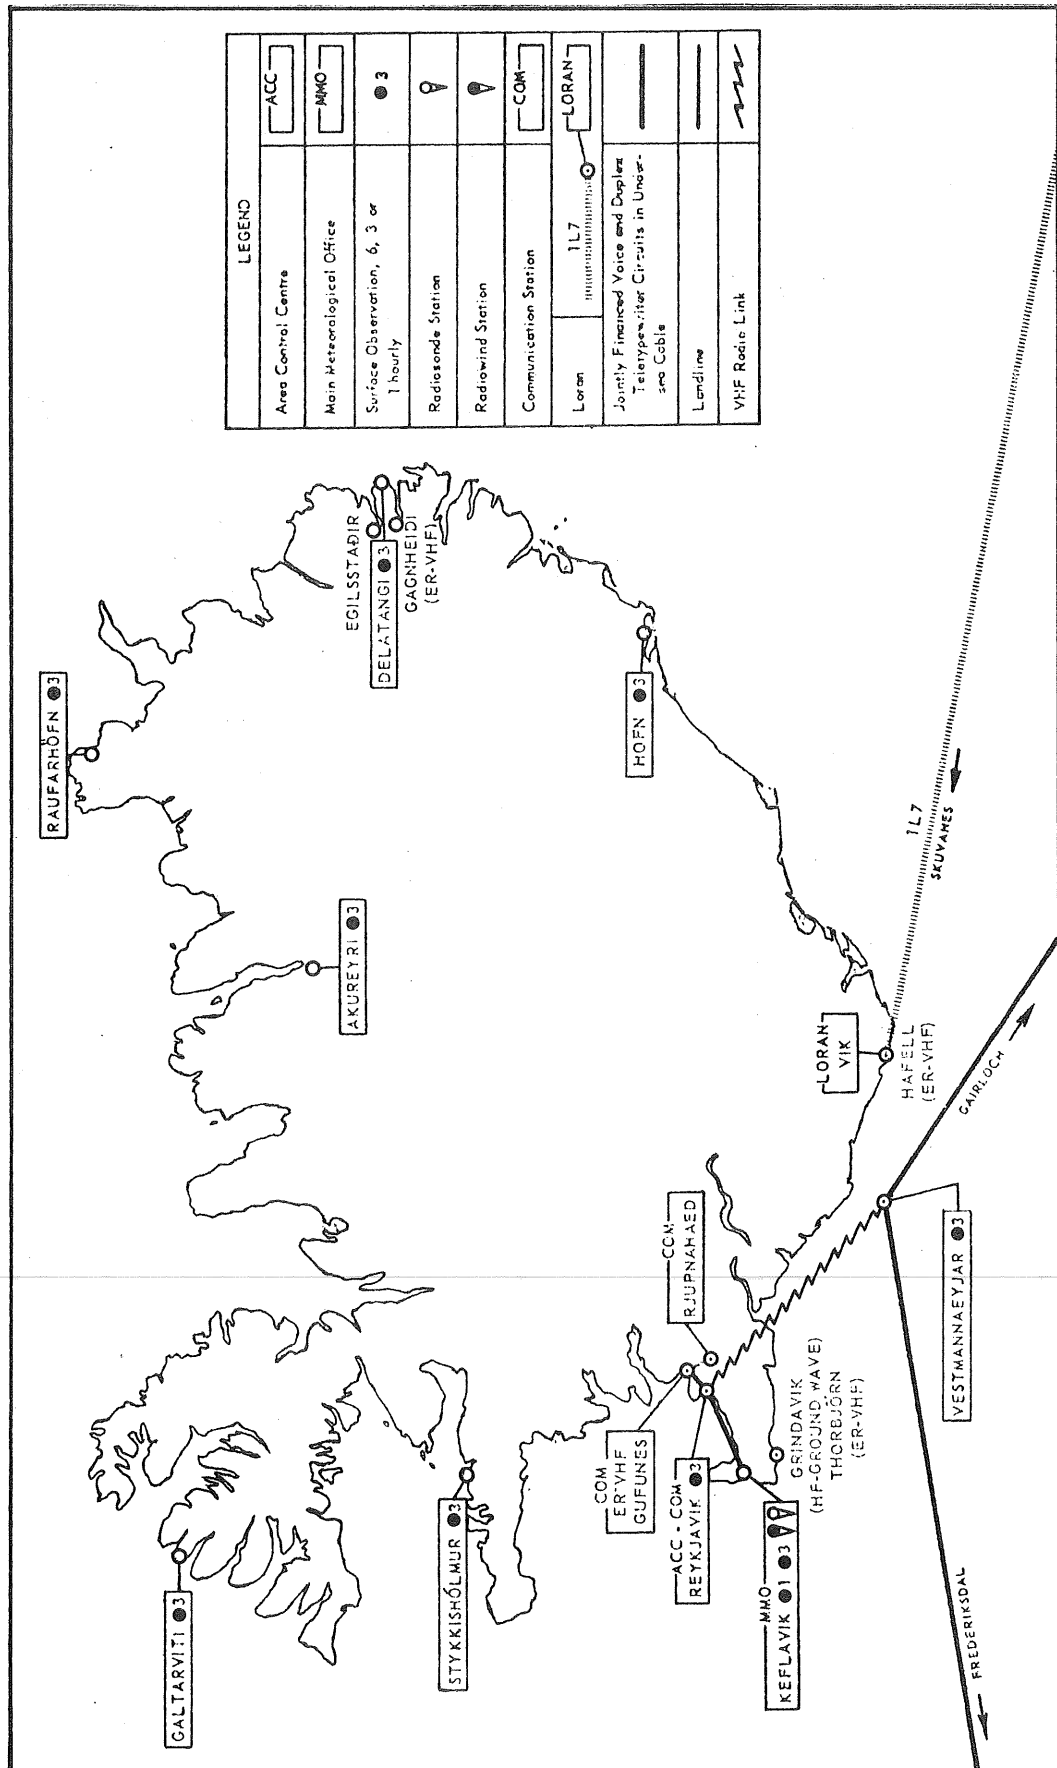 LEGEND
Area Control Centre
ACC
Main Meteorological Office
MMO
Surface Observation, 6, 3 or
1 hourly
3
Radiosonde Station
Radiowind Station
Communication Station
COM
Loran
1L7
LORAN
Jointly Financed Voice and Duplex
Teletypewriter Circuits in Under-
sea Cable
Landline
VHF Radio Link
RAUFARHÖFN 3
EGILSSTAÐIR
DELATANGI 3
GAGNHEIDI
(ER-VHF)
GALTARVITI 3
AKUREYRI 3
STYKKISHÓLMUR 3
HOFN 3
COM
ER-VHF
GUFUNES
COM
RJUPNAHAED
ACC - COM
REYKJAVIK 3
MMO
KEFLAVIK 1 3
GRINDAVIK
(HF-GROUND WAVE)
THORBJÖRN
(ER-VHF)
LORAN
VIK
HAFELL
(ER-VHF)
1L7
SKUVANES
GAIRLOCH
VESTMANNAEYJAR 3
FREDERIKSDAL